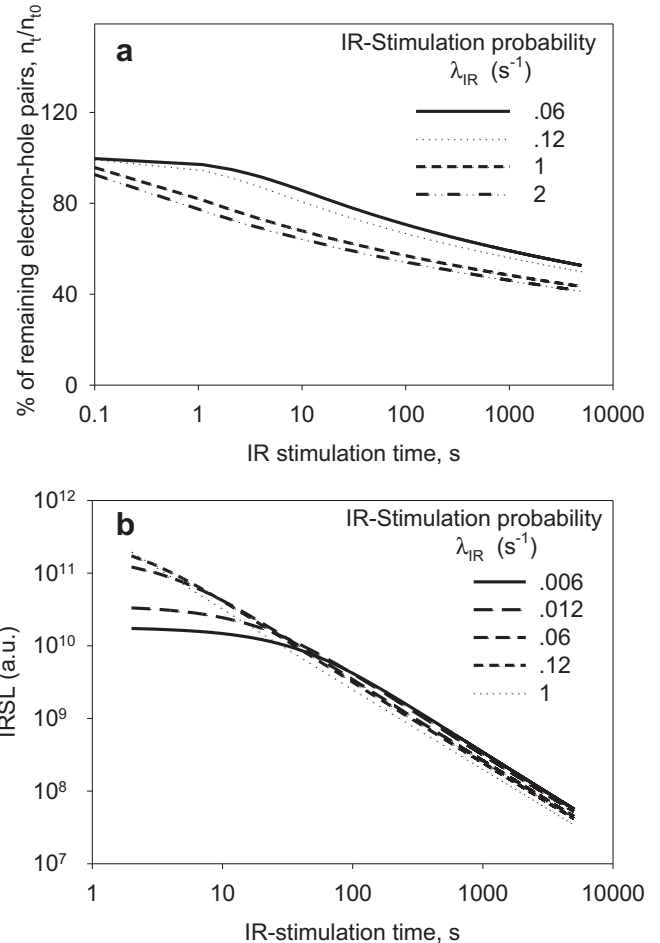 a
IR-Stimulation probability
λIR (s-1)
.06
.12
1
2
% of remaining electron-hole pairs, nt/nt0
120
80
40
0
0.1 1 10 100 1000 10000
IR stimulation time, s
b
IR-Stimulation probability
λIR (s-1)
.006
.012
.06
.12
1
IRSL (a.u.)
10¹²
10¹¹
10¹⁰
10⁹
10⁸
10⁷
1 10 100 1000 10000
IR-stimulation time, s